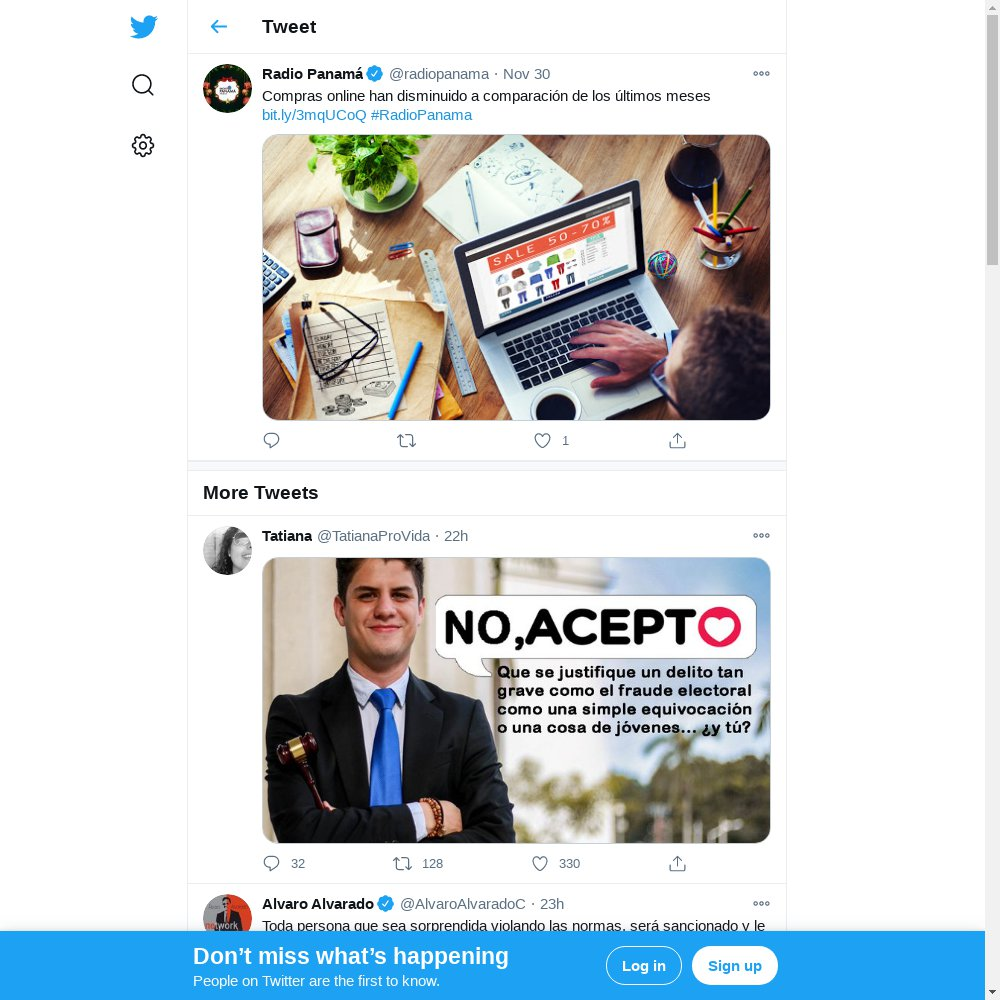 Tweet
Radio Panamá @radiopanama · Nov 30
Compras online han disminuido a comparación de los últimos meses
bit.ly/3mqUCoQ #RadioPanama
SALE 50-70%
1
More Tweets
Tatiana @TatianaProVida · 22h
NO, ACEPTO
Que se justifique un delito tan
grave como el fraude electoral
como una simple equivocación
o una cosa de jóvenes... ¿y tú?
32 128 330
Alvaro Alvarado @AlvaroAlvaradoC · 23h
Toda persona que sea sorprendida violando las normas, será sancionado y le
Don’t miss what’s happening
People on Twitter are the first to know.
Log in
Sign up